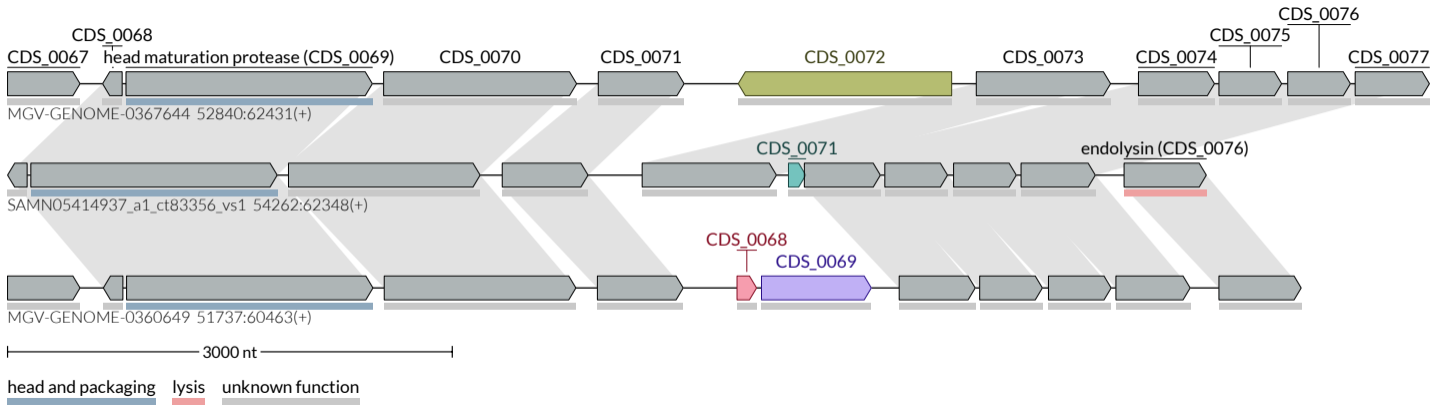 CDS_0076
CDS_0068 CDS_0075
CDS_0067 head maturation protease (CDS_0069) CDS_0070 CDS_0071 CDS_0072 CDS_0073 CDS_0074 CDS_0077
MGV-GENOME-0367644 52840:62431(+)
CDS_0071 endolysin (CDS_0076)
SAMN05414937_a1_ct83356_vs1 54262:62348(+)
CDS_0068
CDS_0069
MGV-GENOME-0360649 51737:60463(+)
3000 nt
head and packaging lysis unknown function